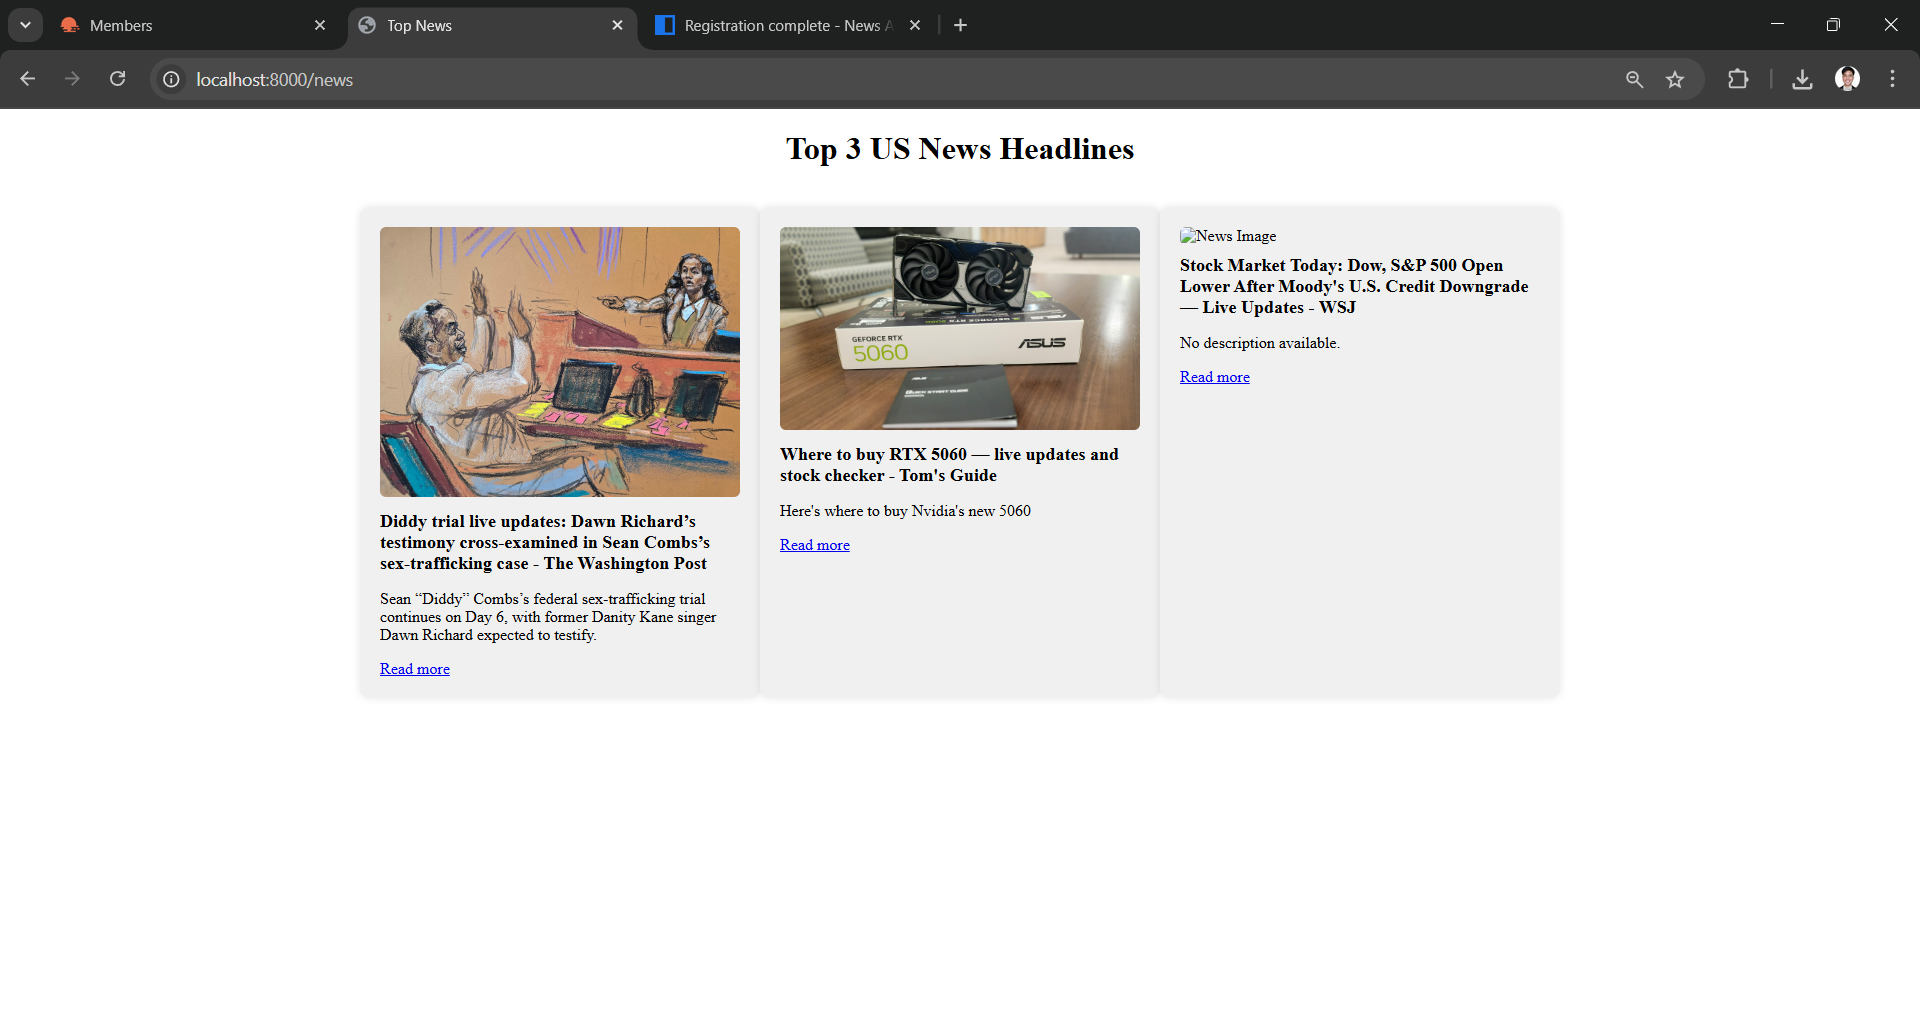 Members
Top News
Registration complete - News A
localhost:8000/news
Top 3 US News Headlines
Diddy trial live updates: Dawn Richard’s
testimony cross-examined in Sean Combs’s
sex-trafficking case - The Washington Post
Sean “Diddy” Combs’s federal sex-trafficking trial
continues on Day 6, with former Danity Kane singer
Dawn Richard expected to testify.
Read more
GEFORCE RTX
5060
ASUS
QUICK START GUIDE
Where to buy RTX 5060 — live updates and
stock checker - Tom's Guide
Here's where to buy Nvidia's new 5060
Read more
News Image
Stock Market Today: Dow, S&P 500 Open
Lower After Moody's U.S. Credit Downgrade
— Live Updates - WSJ
No description available.
Read more